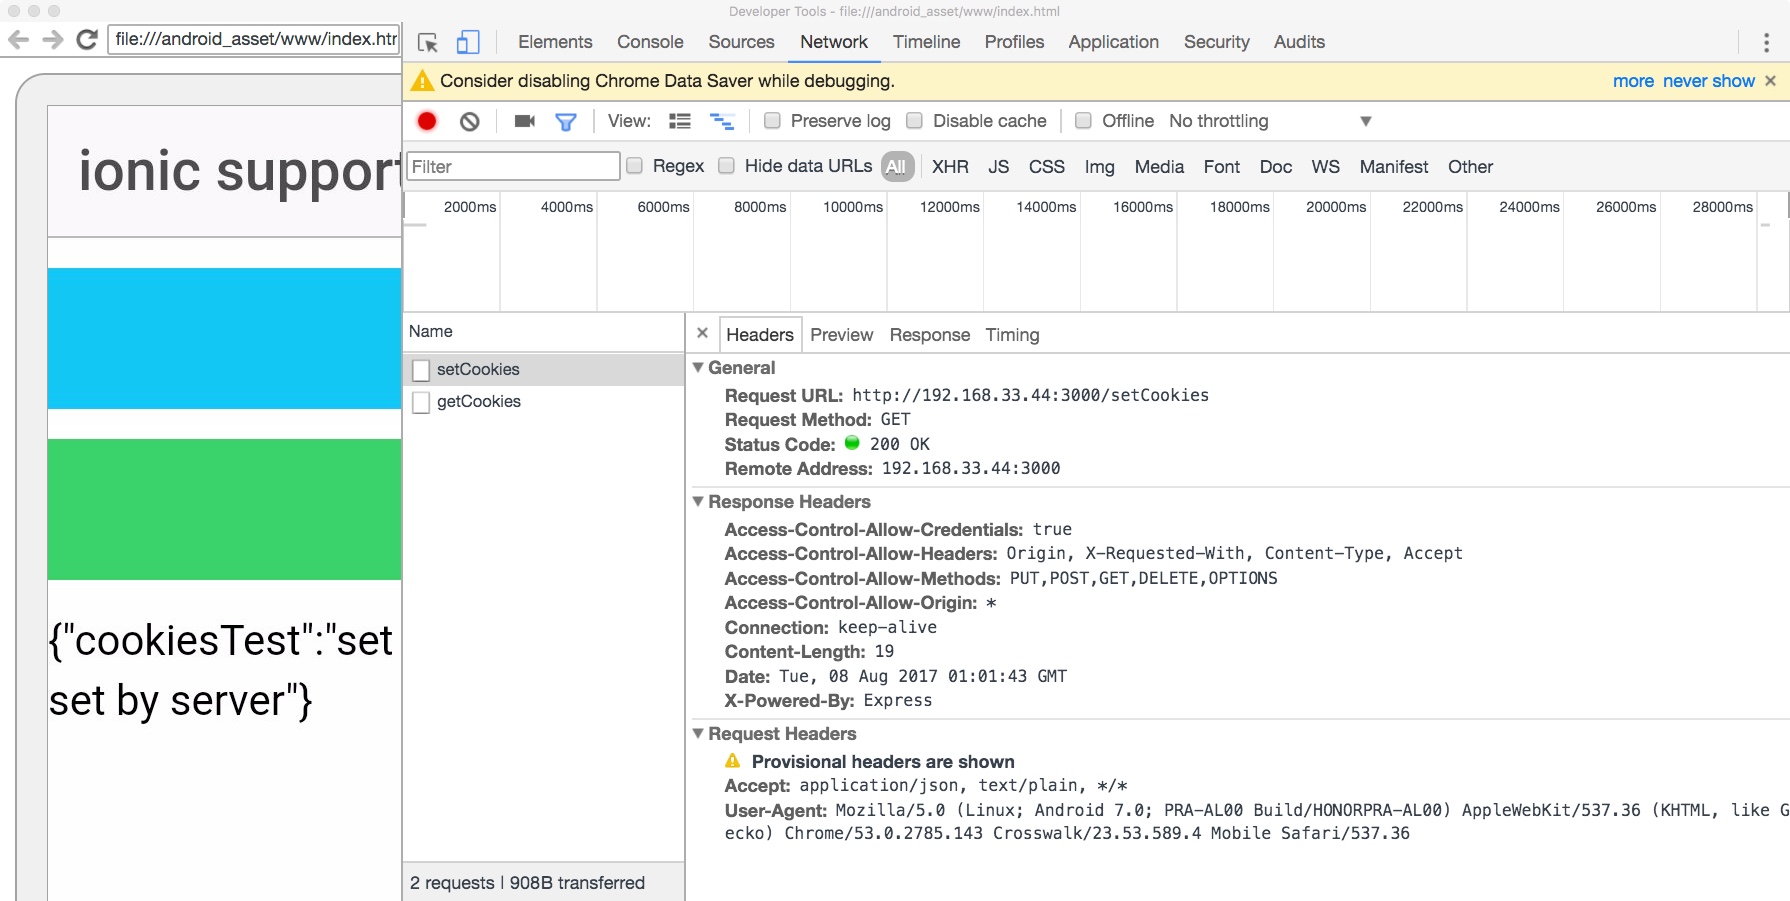 Developer Tools - file:///android_asset/www/index.html
file:///android_asset/www/index.htr
Elements Console Sources Network Timeline Profiles Application Security Audits
Consider disabling Chrome Data Saver while debugging. more never show
View: Preserve log Disable cache Offline No throttling
Filter Regex Hide data URLs All XHR JS CSS Img Media Font Doc WS Manifest Other
2000ms 4000ms 6000ms 8000ms 10000ms 12000ms 14000ms 16000ms 18000ms 20000ms 22000ms 24000ms 26000ms 28000ms
ionic support
{"cookiesTest":"set
set by server"}
Name
setCookies
getCookies
2 requests | 908B transferred
Headers Preview Response Timing
General
Request URL: http://192.168.33.44:3000/setCookies
Request Method: GET
Status Code: 200 OK
Remote Address: 192.168.33.44:3000
Response Headers
Access-Control-Allow-Credentials: true
Access-Control-Allow-Headers: Origin, X-Requested-With, Content-Type, Accept
Access-Control-Allow-Methods: PUT,POST,GET,DELETE,OPTIONS
Access-Control-Allow-Origin: *
Connection: keep-alive
Content-Length: 19
Date: Tue, 08 Aug 2017 01:01:43 GMT
X-Powered-By: Express
Request Headers
Provisional headers are shown
Accept: application/json, text/plain, */*
User-Agent: Mozilla/5.0 (Linux; Android 7.0; PRA-AL00 Build/HONORPRA-AL00) AppleWebKit/537.36 (KHTML, like G
ecko) Chrome/53.0.2785.143 Crosswalk/23.53.589.4 Mobile Safari/537.36